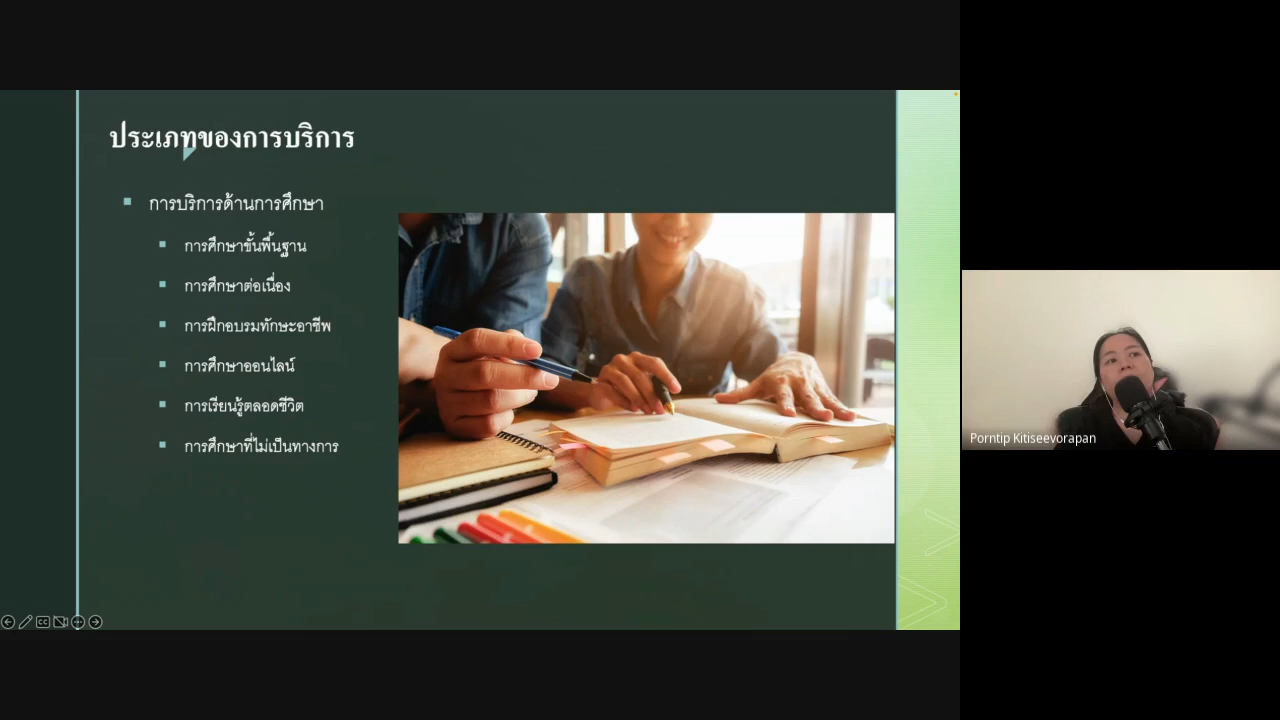 ประเภทของการบริการ
การบริการด้านการศึกษา
การศึกษาขั้นพื้นฐาน
การศึกษาต่อเนื่อง
การฝึกอบรมทักษะอาชีพ
การศึกษาออนไลน์
การเรียนรู้ตลอดชีวิต
การศึกษาที่ไม่เป็นทางการ
Porntip Kitiseevorapan